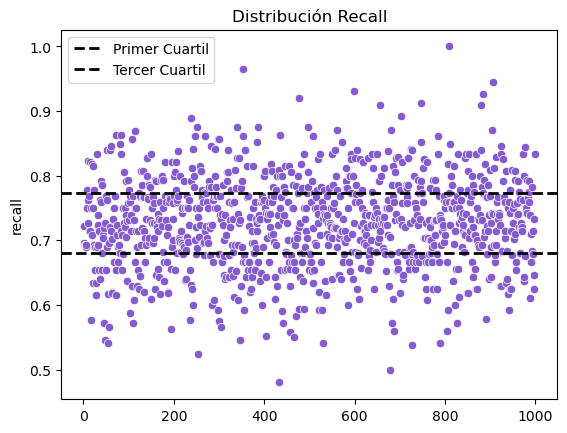 Distribución Recall
Primer Cuartil
Tercer Cuartil
1.0
0.9
0.8
0.7
0.6
0.5
recall
0 200 400 600 800 1000